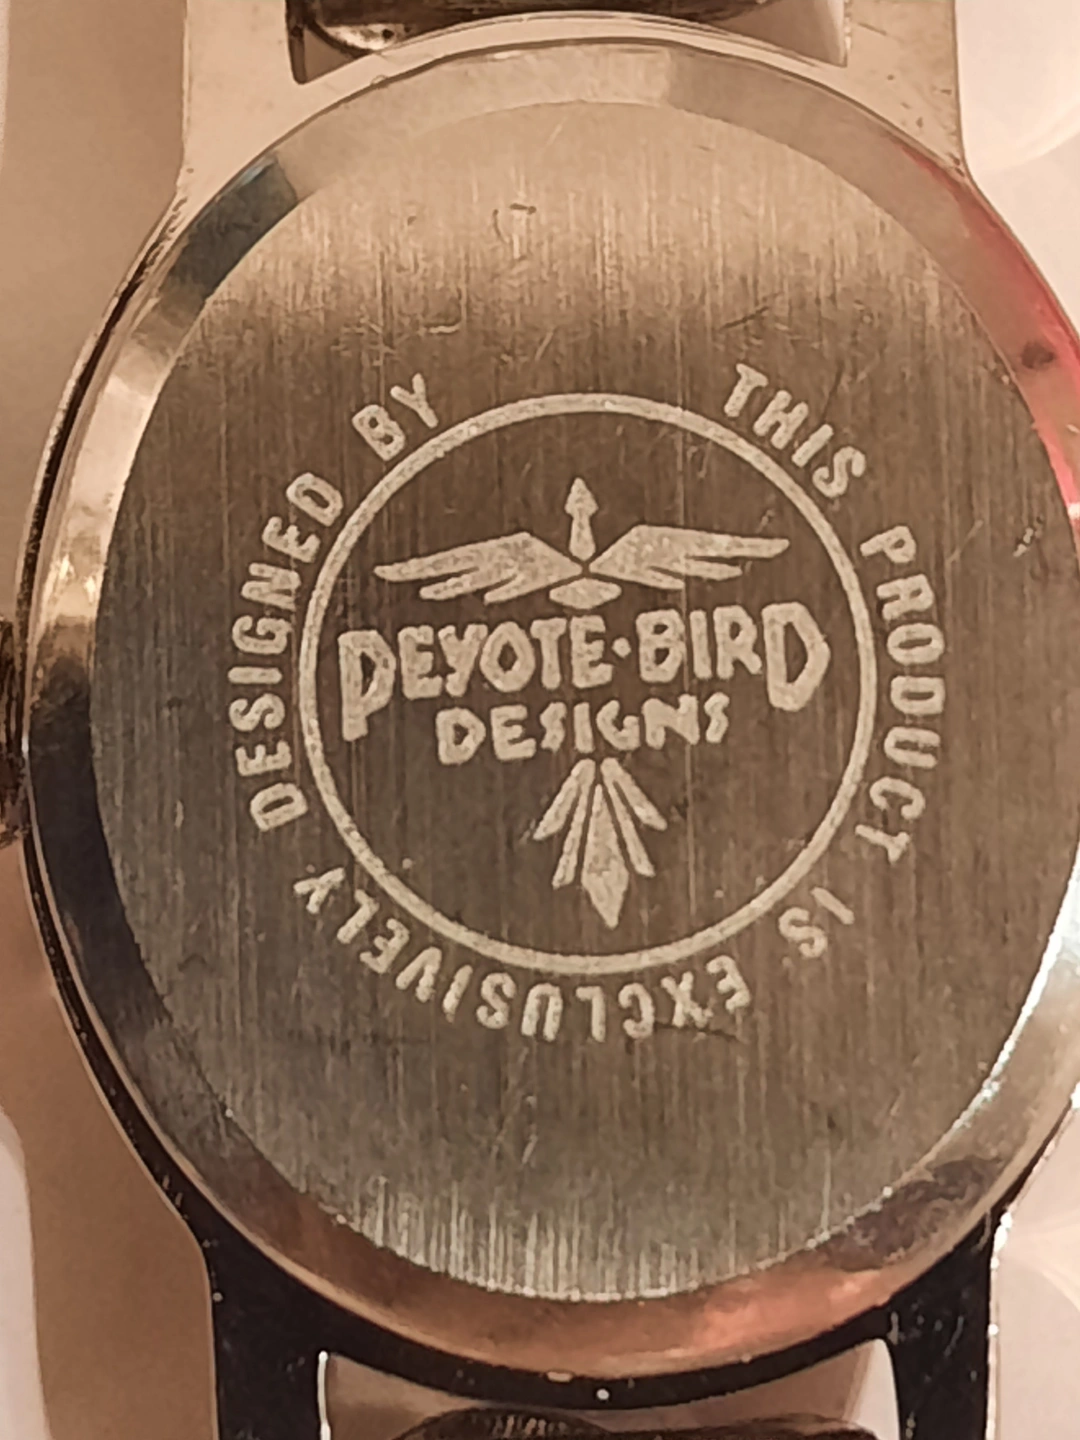 PEYOTE·BIRD
DESIGNS
THIS PRODUCT IS EXCLUSIVELY DESIGNED BY